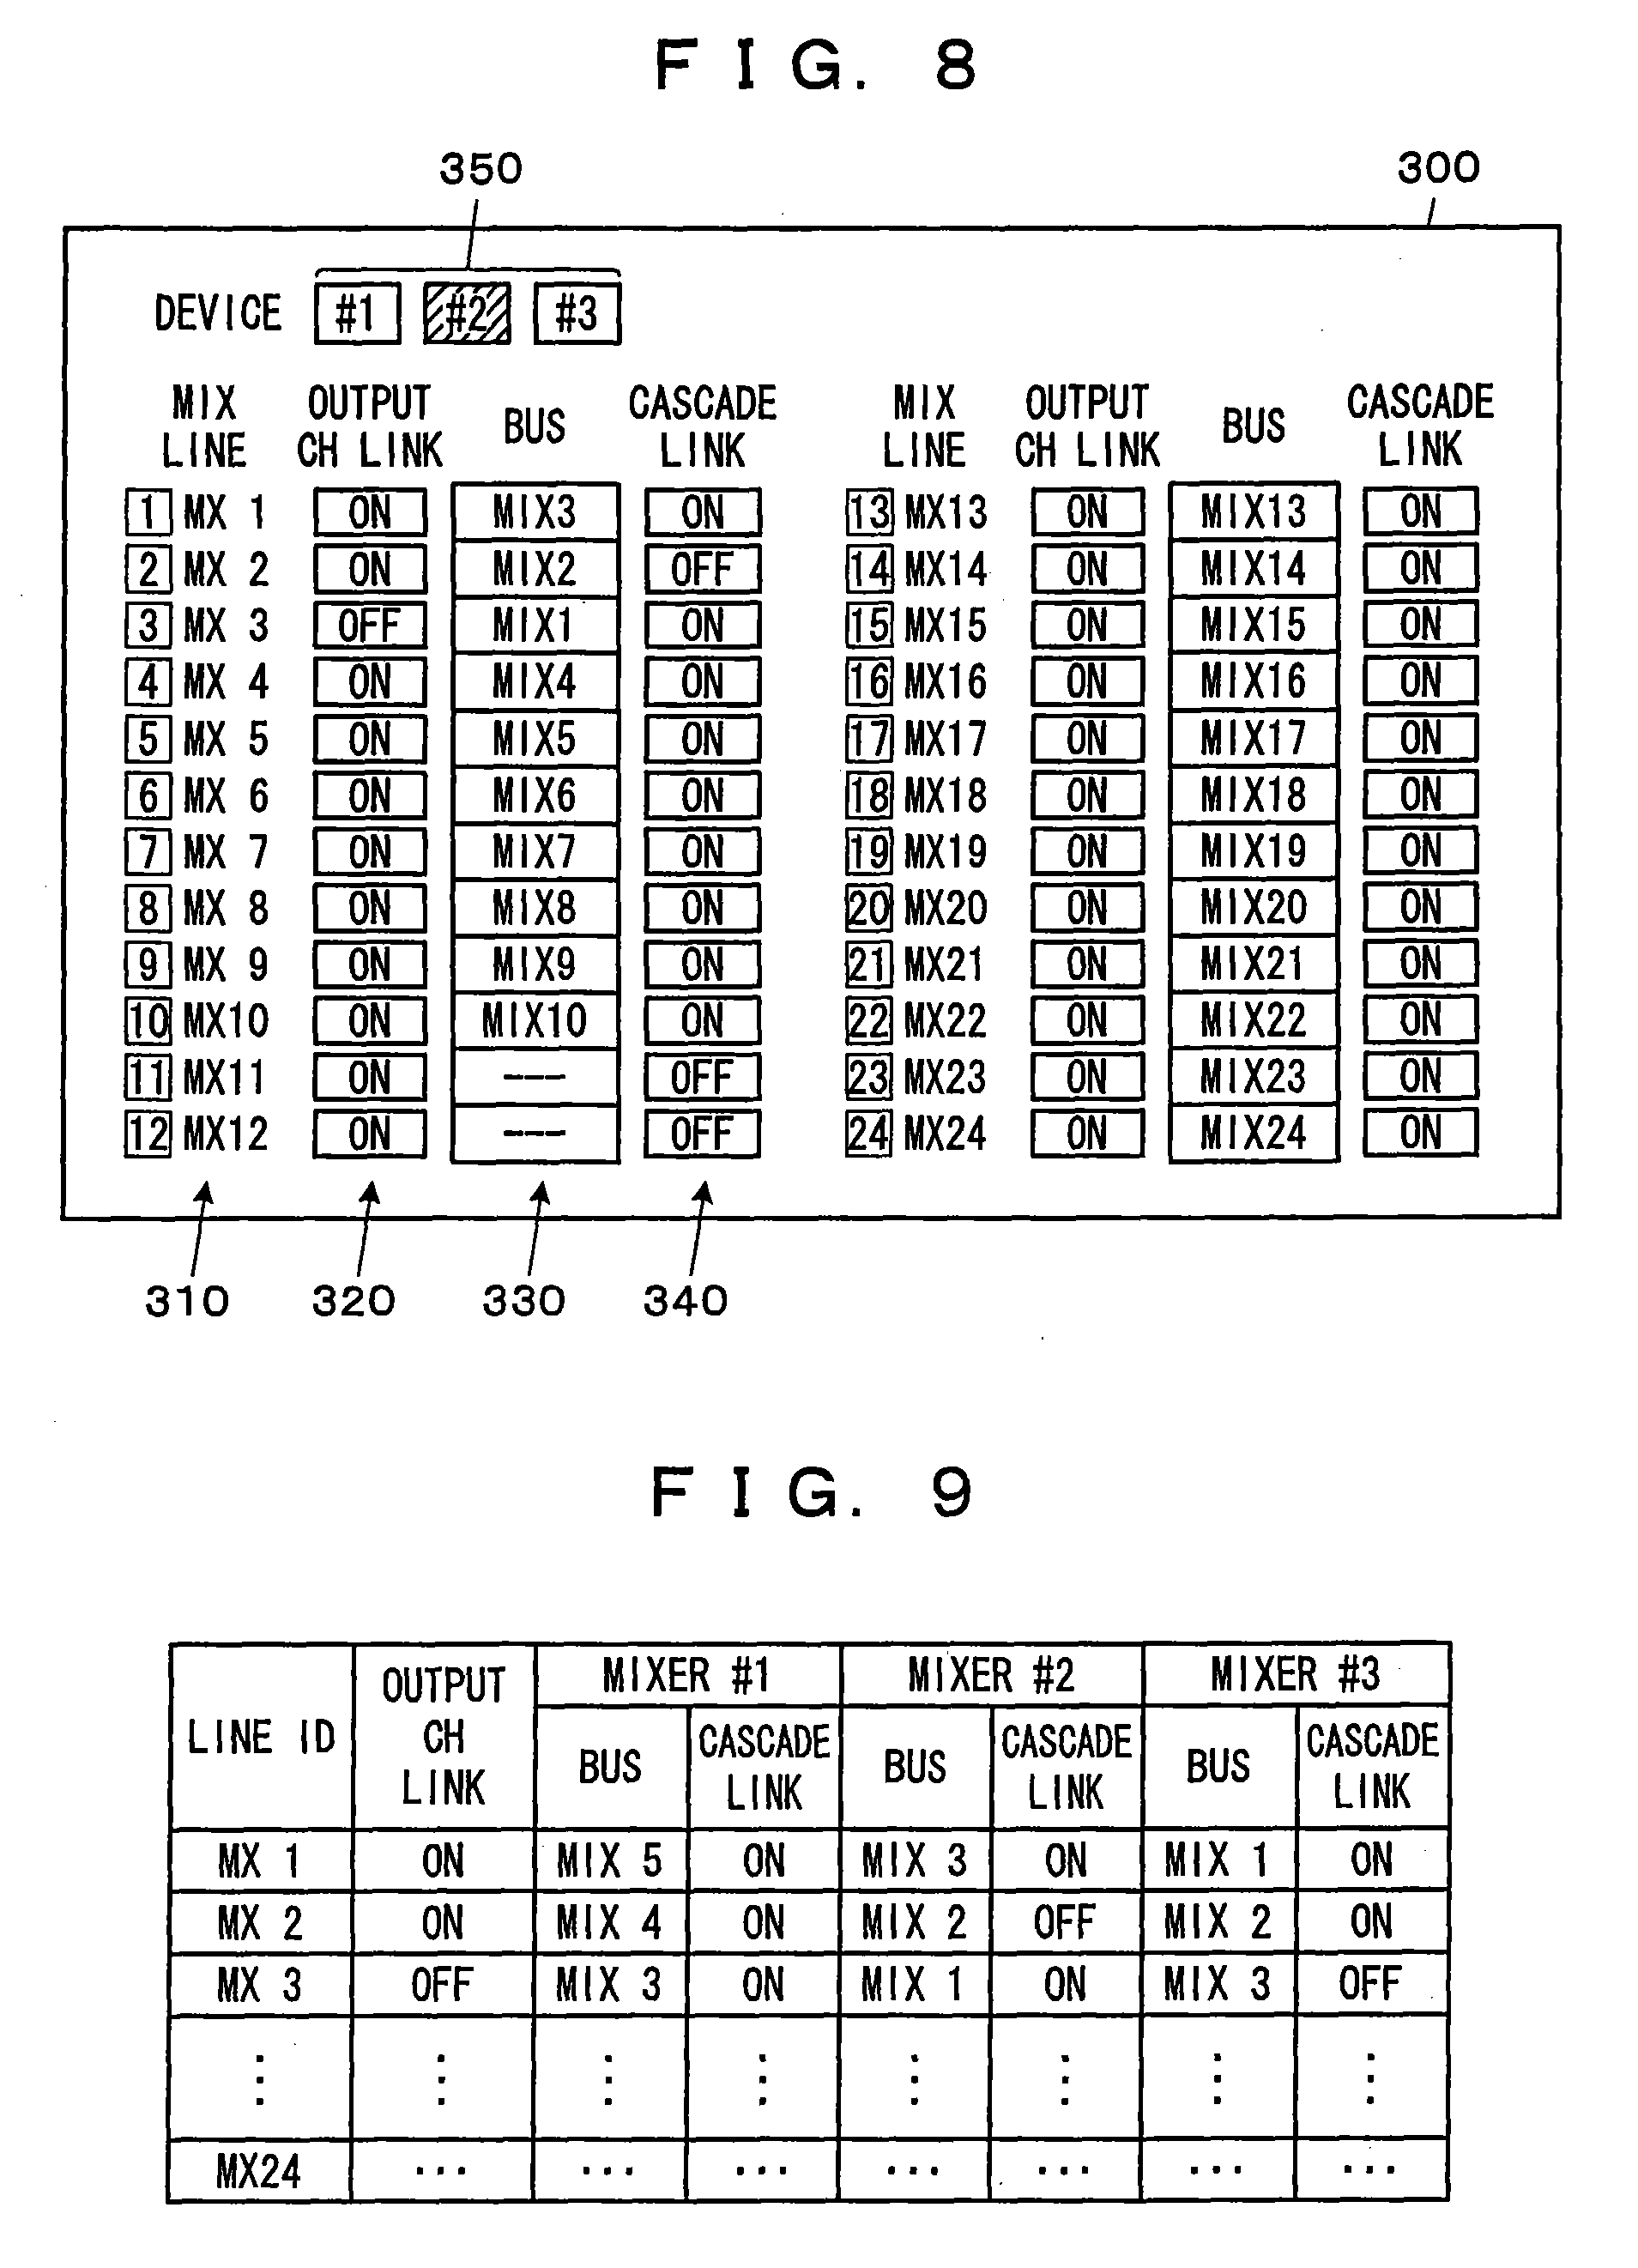 FIG. 8
350
300
DEVICE #1 #2 #3
MIX LINE OUTPUT CH LINK BUS CASCADE LINK MIX LINE OUTPUT CH LINK BUS CASCADE LINK
1 MX 1 ON MIX3 ON 13 MX13 ON MIX13 ON
2 MX 2 ON MIX2 OFF 14 MX14 ON MIX14 ON
3 MX 3 OFF MIX1 ON 15 MX15 ON MIX15 ON
4 MX 4 ON MIX4 ON 16 MX16 ON MIX16 ON
5 MX 5 ON MIX5 ON 17 MX17 ON MIX17 ON
6 MX 6 ON MIX6 ON 18 MX18 ON MIX18 ON
7 MX 7 ON MIX7 ON 19 MX19 ON MIX19 ON
8 MX 8 ON MIX8 ON 20 MX20 ON MIX20 ON
9 MX 9 ON MIX9 ON 21 MX21 ON MIX21 ON
10 MX10 ON MIX10 ON 22 MX22 ON MIX22 ON
11 MX11 ON --- OFF 23 MX23 ON MIX23 ON
12 MX12 ON --- OFF 24 MX24 ON MIX24 ON
310 320 330 340
FIG. 9
LINE ID OUTPUT CH LINK MIXER #1 MIXER #2 MIXER #3
BUS CASCADE LINK BUS CASCADE LINK BUS CASCADE LINK
MX 1 ON MIX 5 ON MIX 3 ON MIX 1 ON
MX 2 ON MIX 4 ON MIX 2 OFF MIX 2 ON
MX 3 OFF MIX 3 ON MIX 1 ON MIX 3 OFF
⋮ ⋮ ⋮ ⋮ ⋮ ⋮ ⋮ ⋮
MX24 ... ... ... ... ... ... ...